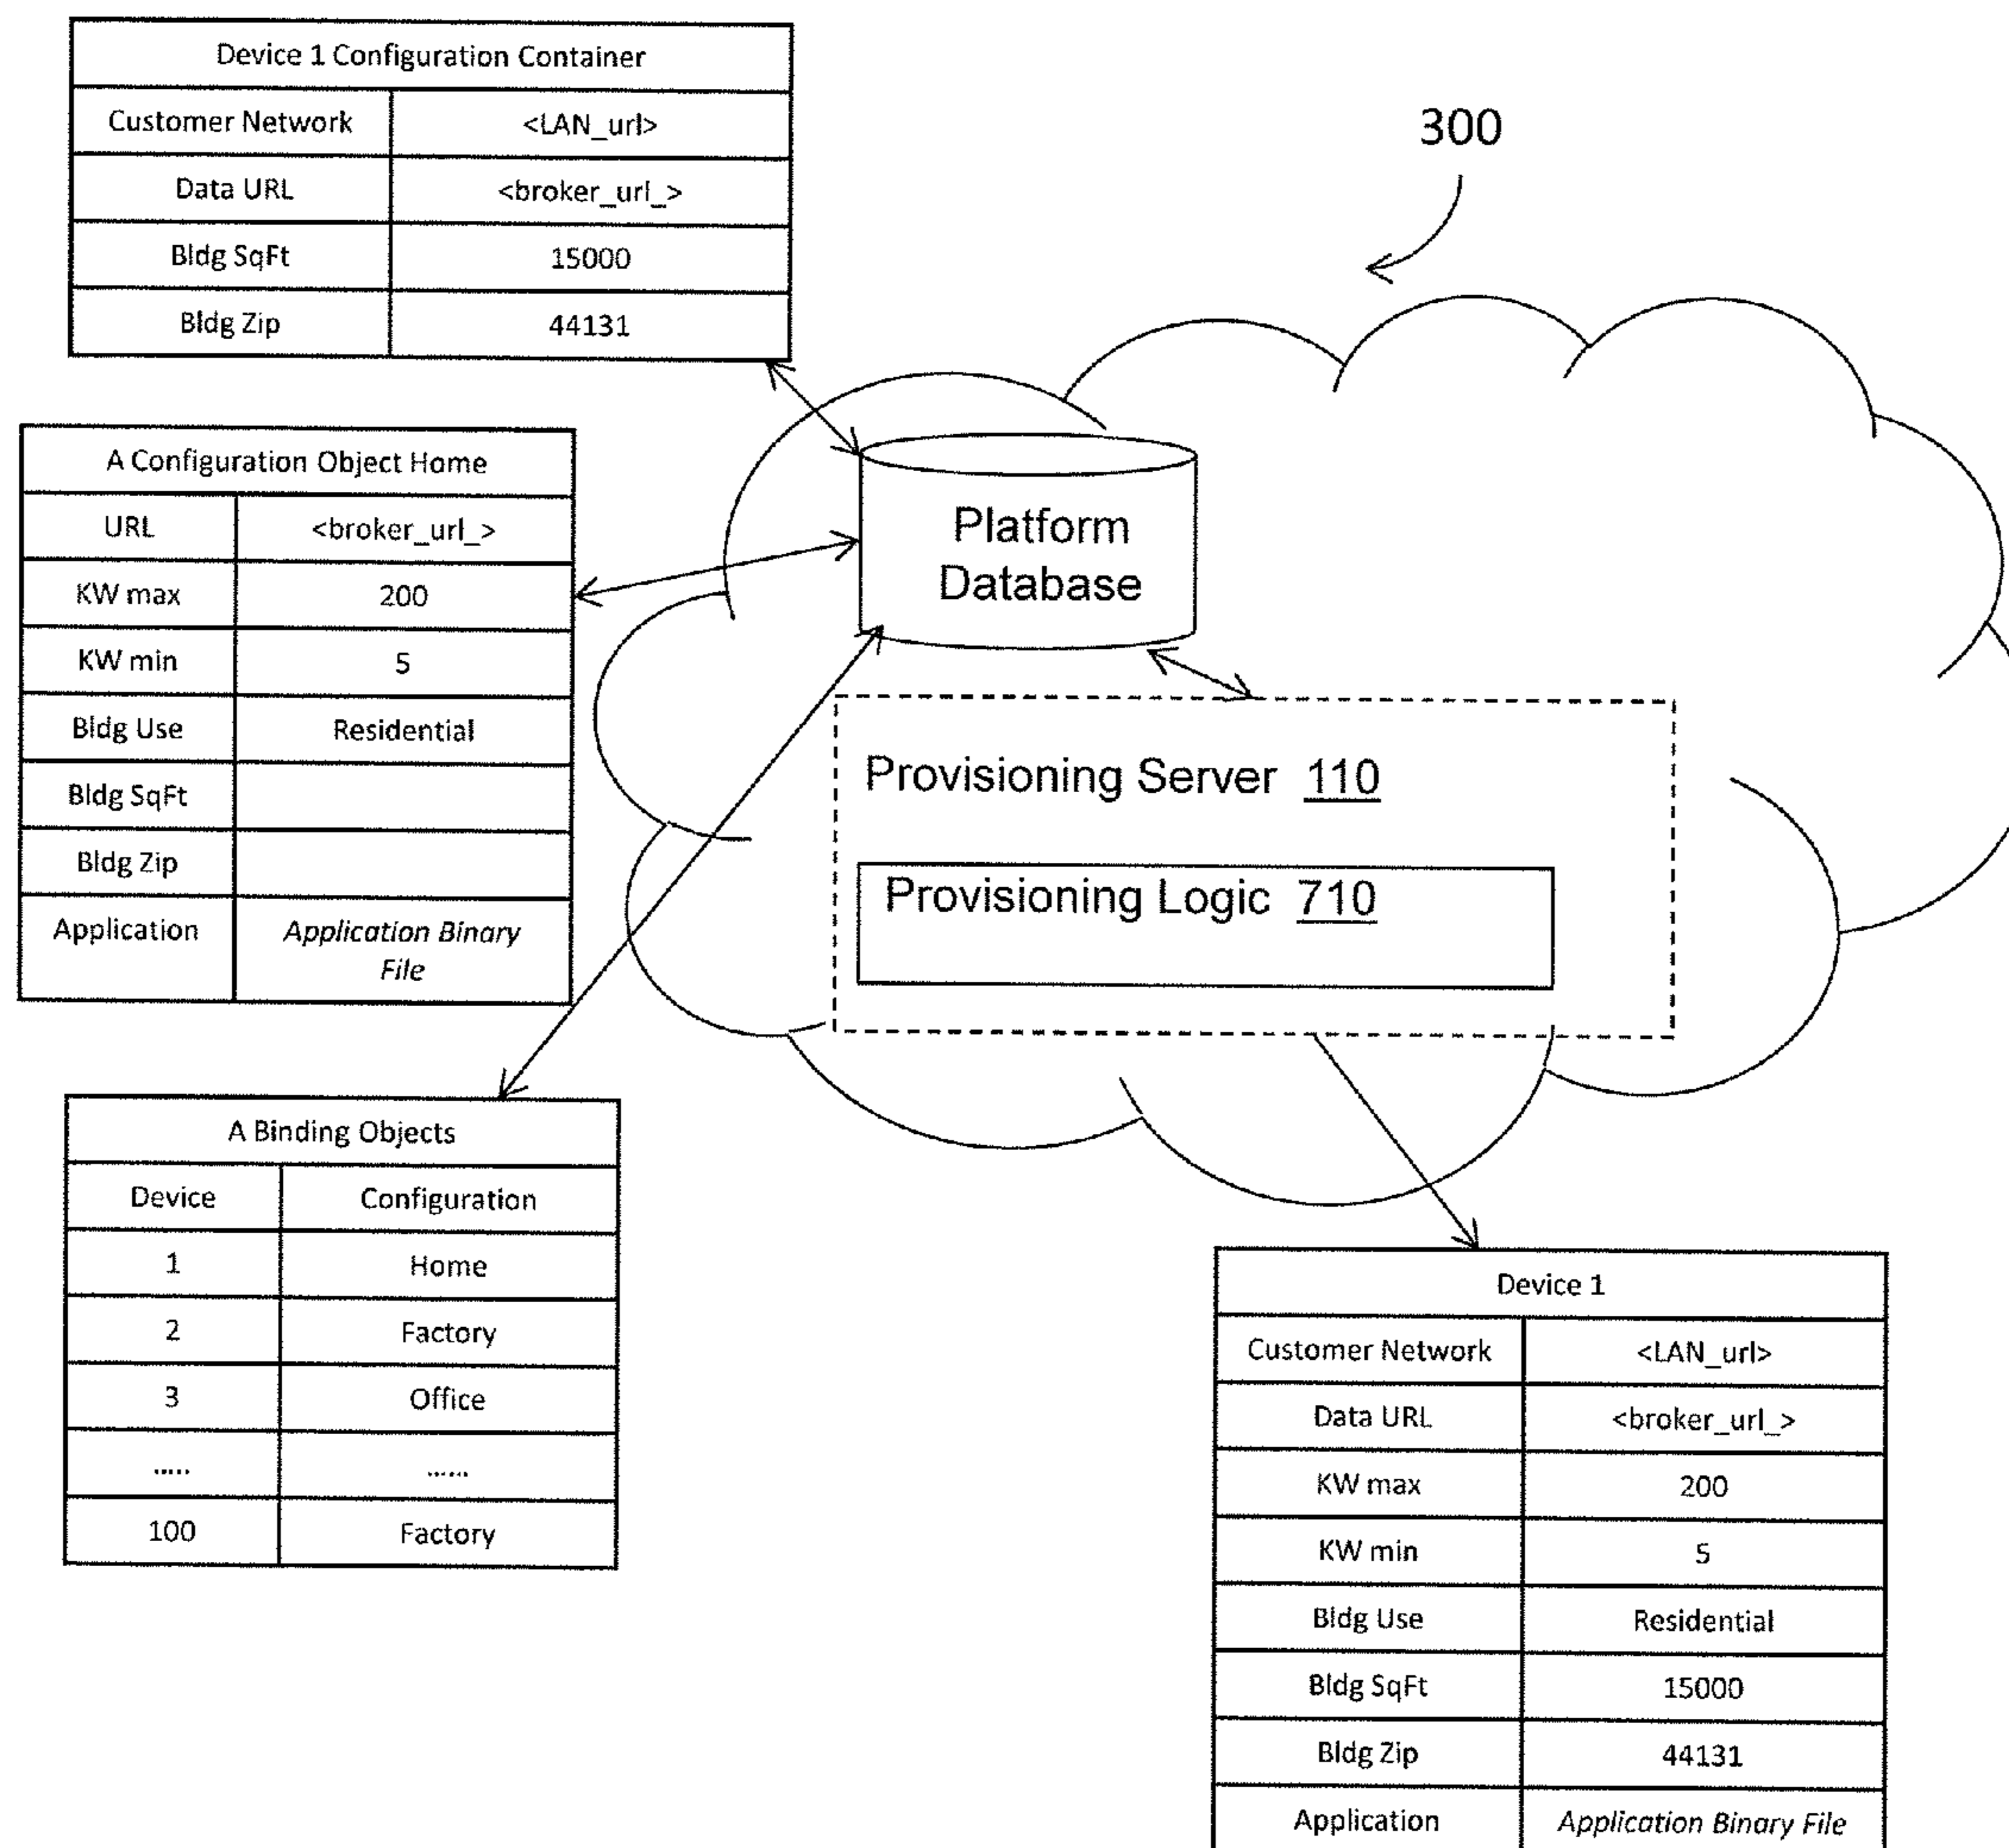 Device 1 Configuration Container
Customer Network <LAN_url>
Data URL <broker_url_>
Bldg SqFt 15000
Bldg Zip 44131
300
A Configuration Object Home
URL <broker_url_>
KW max 200
KW min 5
Bldg Use Residential
Bldg SqFt
Bldg Zip
Application Application Binary
File
Platform
Database
Provisioning Server 110
Provisioning Logic 710
A Binding Objects
Device Configuration
1 Home
2 Factory
3 Office
..... ......
100 Factory
Device 1
Customer Network <LAN_url>
Data URL <broker_url_>
KW max 200
KW min 5
Bldg Use Residential
Bldg SqFt 15000
Bldg Zip 44131
Application Application Binary File